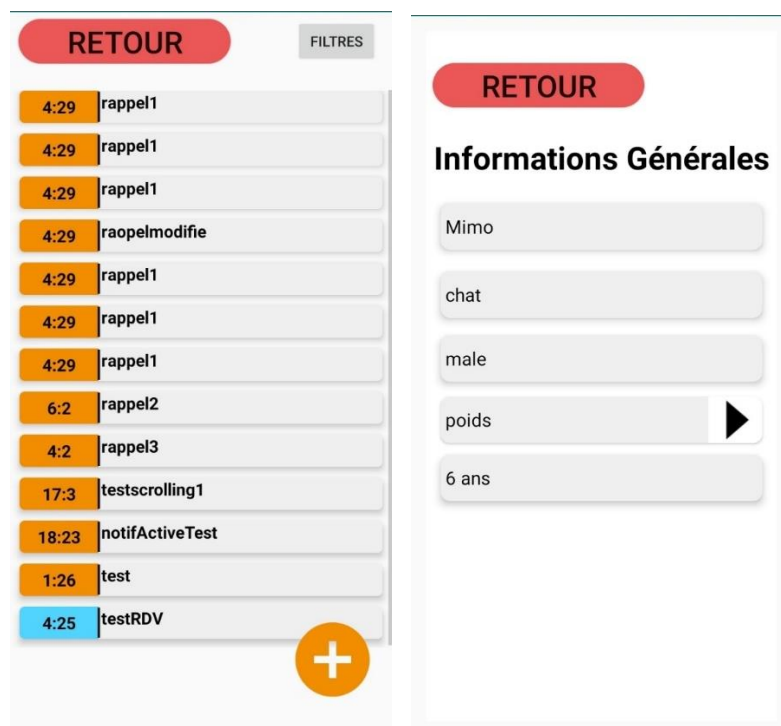 RETOUR
FILTRES
4:29 rappel1
4:29 rappel1
4:29 rappel1
4:29 raopelmodifie
4:29 rappel1
4:29 rappel1
4:29 rappel1
6:2 rappel2
4:2 rappel3
17:3 testscrolling1
18:23 notifActiveTest
1:26 test
4:25 testRDV
RETOUR
Informations Générales
Mimo
chat
male
poids
6 ans